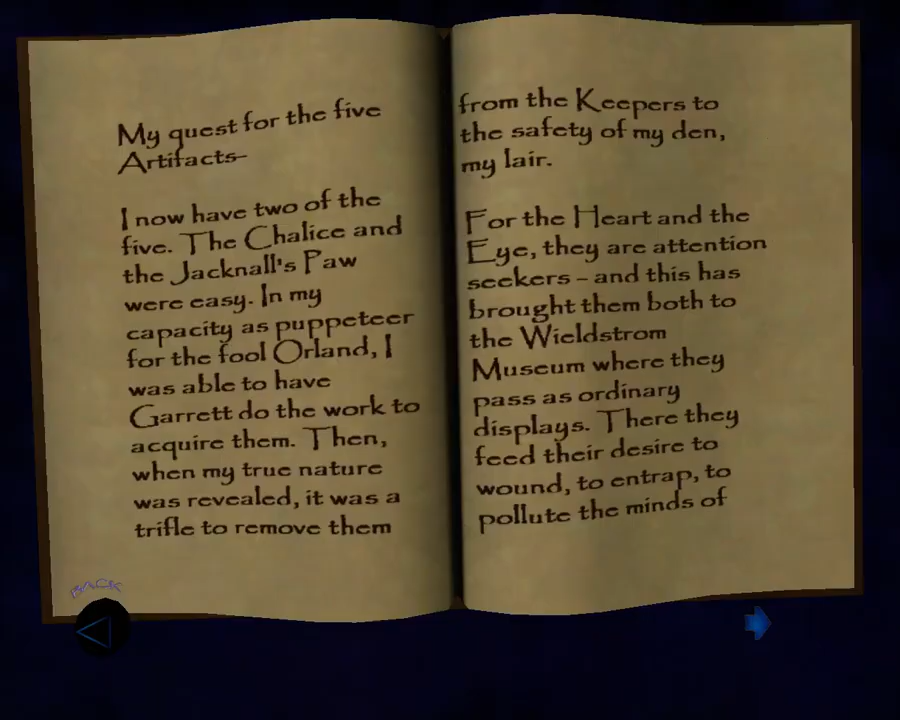 My quest for the five
Artifacts-
I now have two of the
five. The Chalice and
the Jacknall's Paw
were easy. In my
capacity as puppeteer
for the fool Orland, I
was able to have
Garrett do the work to
acquire them. Then,
when my true nature
was revealed, it was a
trifle to remove them
from the Keepers to
the safety of my den,
my lair.
For the Heart and the
Eye, they are attention
seekers - and this has
brought them both to
the Wieldstrom
Museum where they
pass as ordinary
displays. There they
feed their desire to
wound, to entrap, to
pollute the minds of
BACK